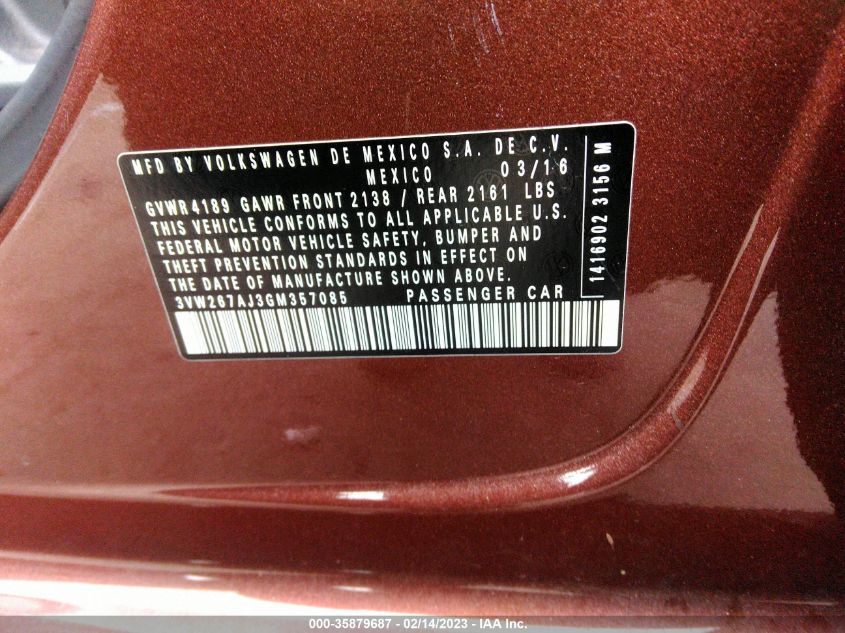 MFD BY VOLKSWAGEN DE MEXICO S.A. DE C.V.
MEXICO 03/16
GVWR 4189 GAWR FRONT 2138 / REAR 2161 LBS
THIS VEHICLE CONFORMS TO ALL APPLICABLE U.S.
FEDERAL MOTOR VEHICLE SAFETY, BUMPER AND
THEFT PREVENTION STANDARDS IN EFFECT ON
THE DATE OF MANUFACTURE SHOWN ABOVE.
3VW267AJ3GM357085 PASSENGER CAR
1416902 3156 M
000-35879687 - 02/14/2023 - IAA Inc.